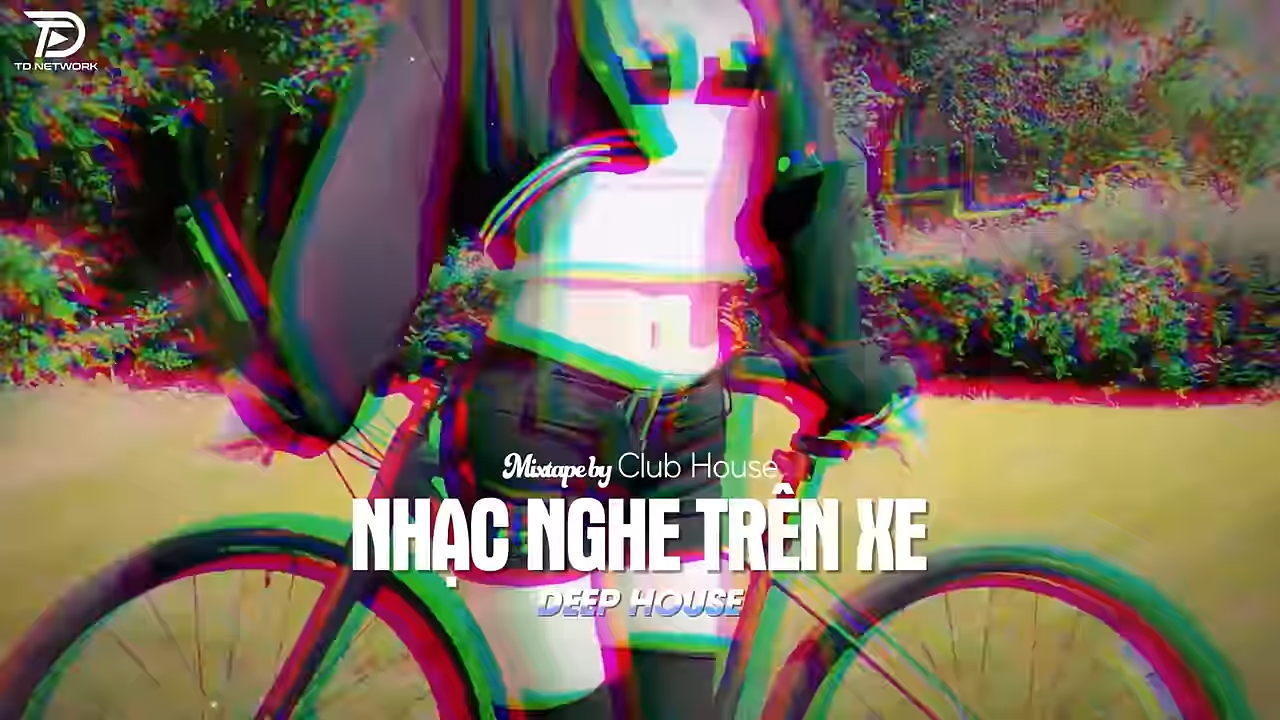 TD NETWORK
Mixtape by Club House
NHẠC NGHE TRÊN XE
DEEP HOUSE